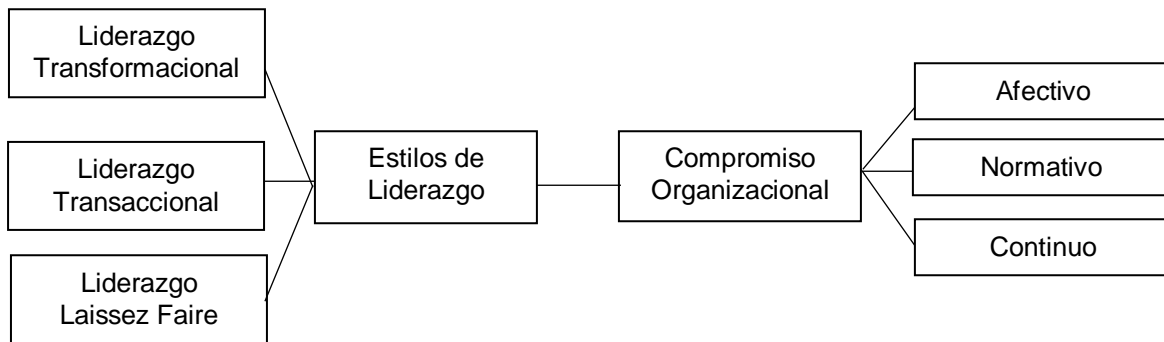 Liderazgo
Transformacional
Liderazgo
Transaccional
Liderazgo
Laissez Faire
Estilos de
Liderazgo
Compromiso
Organizacional
Afectivo
Normativo
Continuo